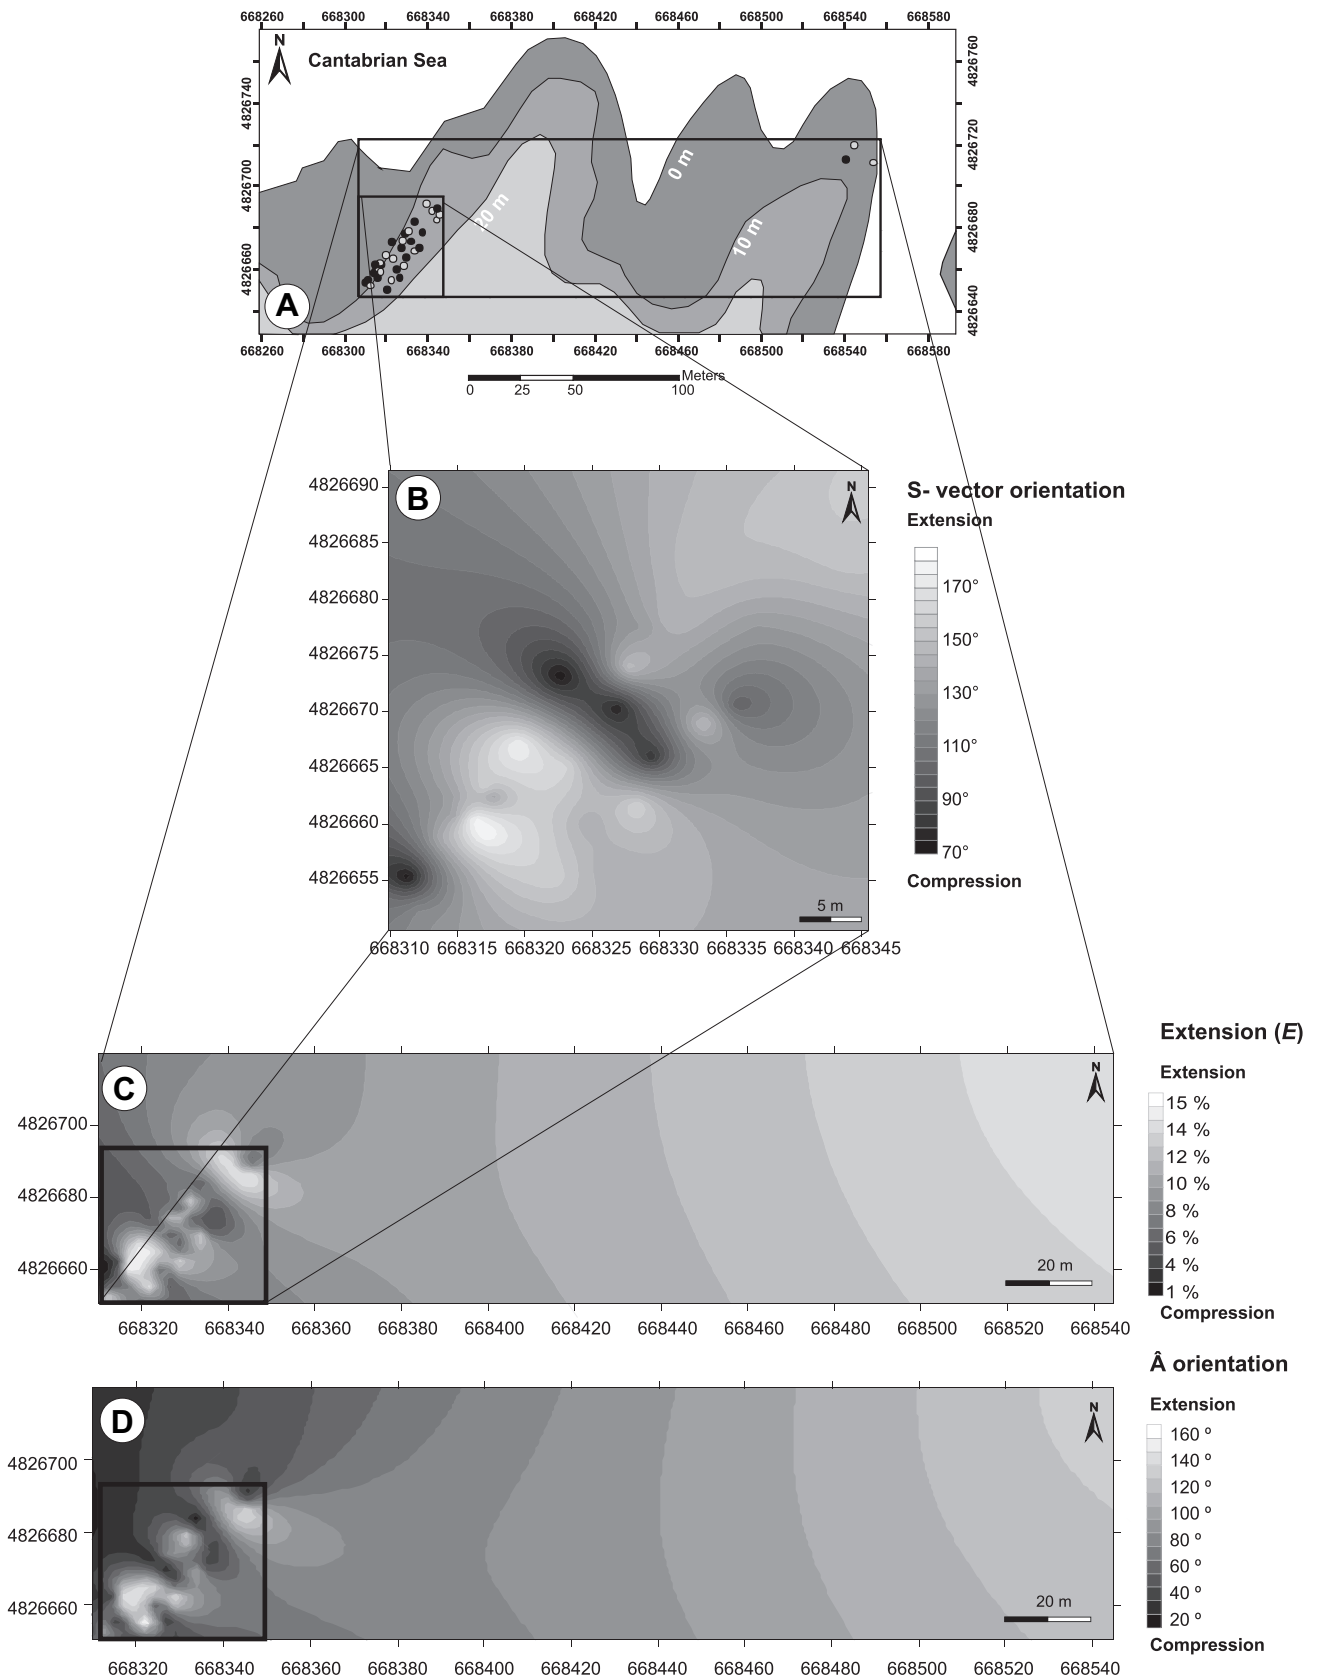 668260 668300 668340 668380 668420 668460 668500 668540 668580
N
Cantabrian Sea
4826740
4826700
4826660
4826760
4826720
4826680
4826640
0 m
20 m
10 m
A
668260 668300 668340 668380 668420 668460 668500 668540 668580
Meters
0 25 50 100
B
N
4826690
4826685
4826680
4826675
4826670
4826665
4826660
4826655
5 m
668310 668315 668320 668325 668330 668335 668340 668345
S- vector orientation
Extension
170°
150°
130°
110°
90°
70°
Compression
C
N
4826700
4826680
4826660
20 m
668320 668340 668360 668380 668400 668420 668440 668460 668480 668500 668520 668540
Extension (E)
Extension
15 %
14 %
12 %
10 %
8 %
6 %
4 %
1 %
Compression
D
N
4826700
4826680
4826660
20 m
668320 668340 668360 668380 668400 668420 668440 668460 668480 668500 668520 668540
Â orientation
Extension
160 º
140 º
120 º
100 º
80 º
60 º
40 º
20 º
Compression